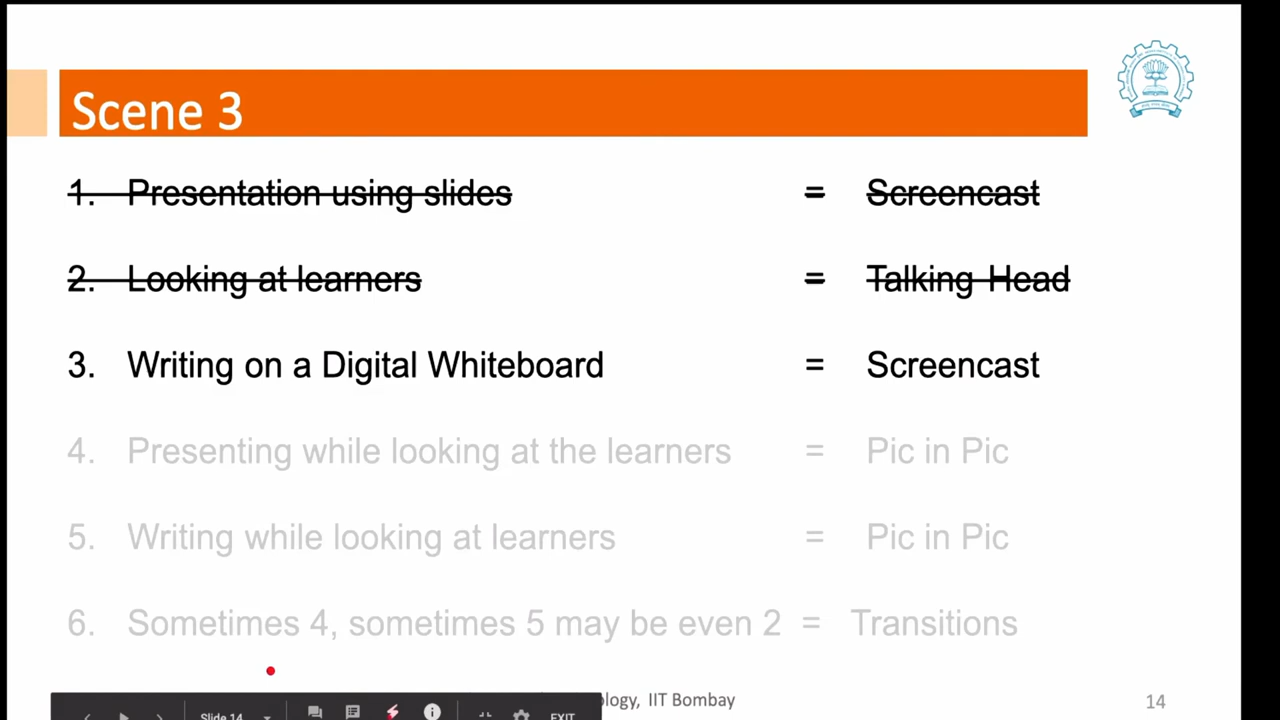 Scene 3
1. Presentation using slides = Screencast
2. Looking at learners = Talking Head
3. Writing on a Digital Whiteboard = Screencast
4. Presenting while looking at the learners = Pic in Pic
5. Writing while looking at learners = Pic in Pic
6. Sometimes 4, sometimes 5 may be even 2 = Transitions
IIT Bombay 14
Slide 14 EXIT